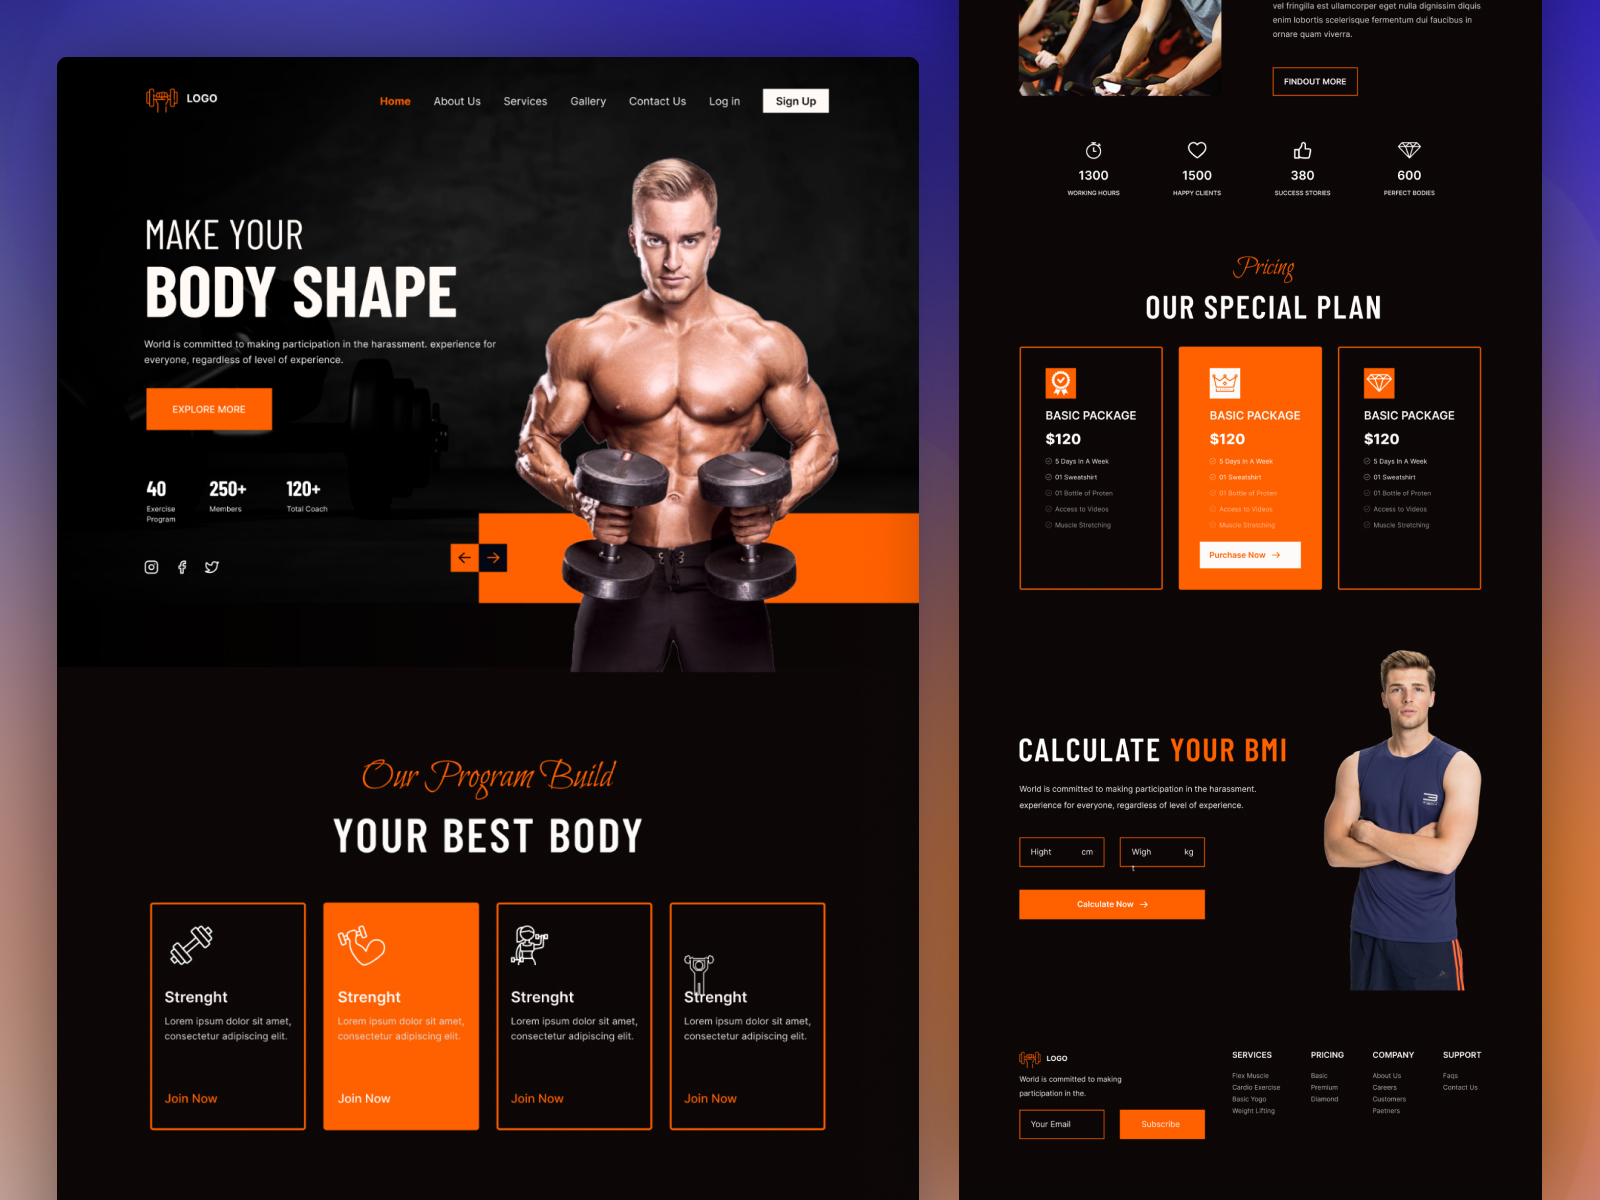 LOGO
Home
About Us
Services
Gallery
Contact Us
Log in
Sign Up
MAKE YOUR
BODY SHAPE
World is committed to making participation in the harassment. experience for
everyone, regardless of level of experience.
EXPLORE MORE
40
Exercise
Program
250+
Members
120+
Total Coach
Our Program Build
YOUR BEST BODY
Strenght
Lorem ipsum dolor sit amet,
consectetur adipiscing elit.
Join Now
Strenght
Lorem ipsum dolor sit amet,
consectetur adipiscing elit.
Join Now
Strenght
Lorem ipsum dolor sit amet,
consectetur adipiscing elit.
Join Now
Strenght
Lorem ipsum dolor sit amet,
consectetur adipiscing elit.
Join Now
vel fringilla est ullamcorper eget nulla dignissim diquis
enim lobortis scelerisque fermentum dui faucibus in
ornare quam viverra.
FINDOUT MORE
1300
WORKING HOURS
1500
HAPPY CLIENTS
380
SUCCESS STORIES
600
PERFECT BODIES
Pricing
OUR SPECIAL PLAN
BASIC PACKAGE
$120
5 Days In A Week
01 Sweatshirt
01 Bottle of Proten
Access to Videos
Muscle Stretching
BASIC PACKAGE
$120
5 Days In A Week
01 Sweatshirt
01 Bottle of Proten
Access to Videos
Muscle Stretching
Purchase Now
BASIC PACKAGE
$120
5 Days In A Week
01 Sweatshirt
01 Bottle of Proten
Access to Videos
Muscle Stretching
CALCULATE YOUR BMI
World is committed to making participation in the harassment.
experience for everyone, regardless of level of experience.
Hight cm
Wigh kg
t
Calculate Now
LOGO
World is committed to making
participation in the.
Your Email
Subscribe
SERVICES
Flex Muscle
Cardio Exercise
Basic Yogo
Weight Lifting
PRICING
Basic
Premium
Diamond
COMPANY
About Us
Careers
Customers
Paetners
SUPPORT
Faqs
Contact Us